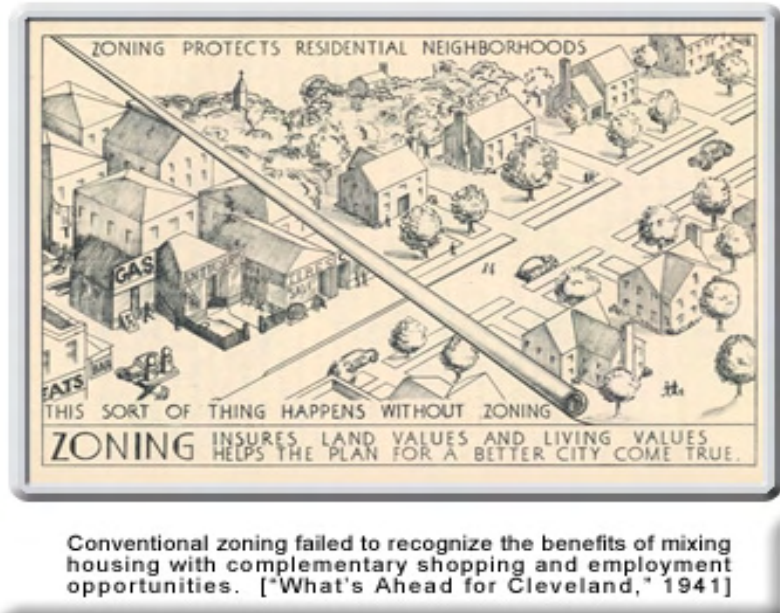 ZONING PROTECTS RESIDENTIAL NEIGHBORHOODS
GAS
EATS
BAR
THIS SORT OF THING HAPPENS WITHOUT ZONING
ZONING INSURES LAND VALUES AND LIVING VALUES
HELPS THE PLAN FOR A BETTER CITY COME TRUE.
Conventional zoning failed to recognize the benefits of mixing
housing with complementary shopping and employment
opportunities. ["What's Ahead for Cleveland," 1941]